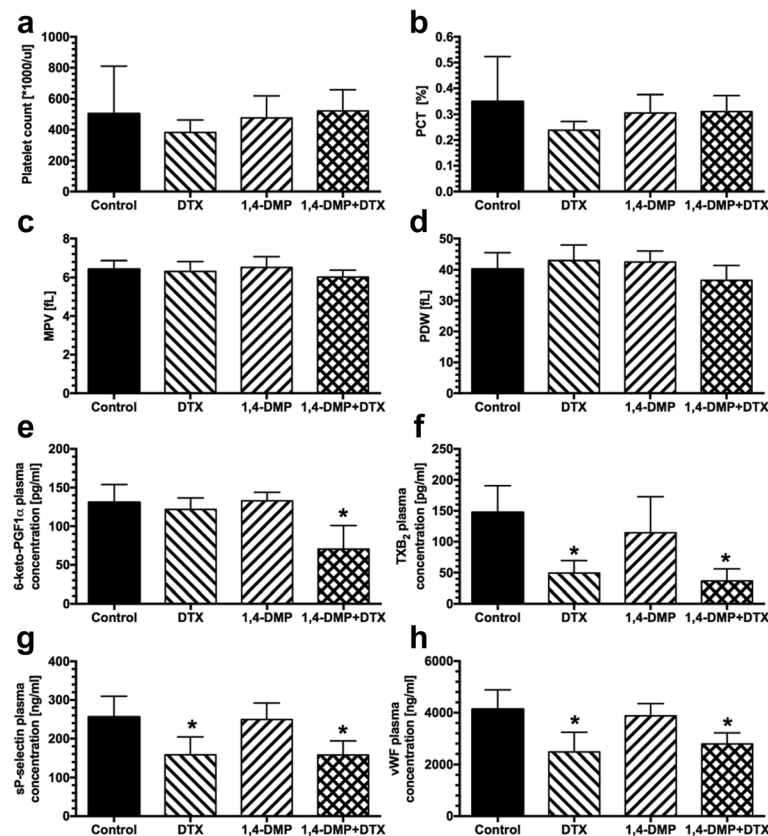 a
Platelet count [*1000/ul]
1000
800
600
400
200
0
Control DTX 1,4-DMP 1,4-DMP+DTX
b
PCT [%]
0.6
0.5
0.4
0.3
0.2
0.1
0.0
Control DTX 1,4-DMP 1,4-DMP+DTX
c
MPV [fL]
8
6
4
2
0
Control DTX 1,4-DMP 1,4-DMP+DTX
d
PDW [fL]
50
40
30
20
10
0
Control DTX 1,4-DMP 1,4-DMP+DTX
e
6-keto-PGF1α plasma
concentration [pg/ml]
150
100
50
0
*
Control DTX 1,4-DMP 1,4-DMP+DTX
f
TXB₂ plasma
concentration [pg/ml]
250
200
150
100
50
0
* *
Control DTX 1,4-DMP 1,4-DMP+DTX
g
sP-selectin plasma
concentration [ng/ml]
400
300
200
100
0
* *
Control DTX 1,4-DMP 1,4-DMP+DTX
h
vWF plasma
concentration [ng/ml]
6000
4000
2000
0
* *
Control DTX 1,4-DMP 1,4-DMP+DTX